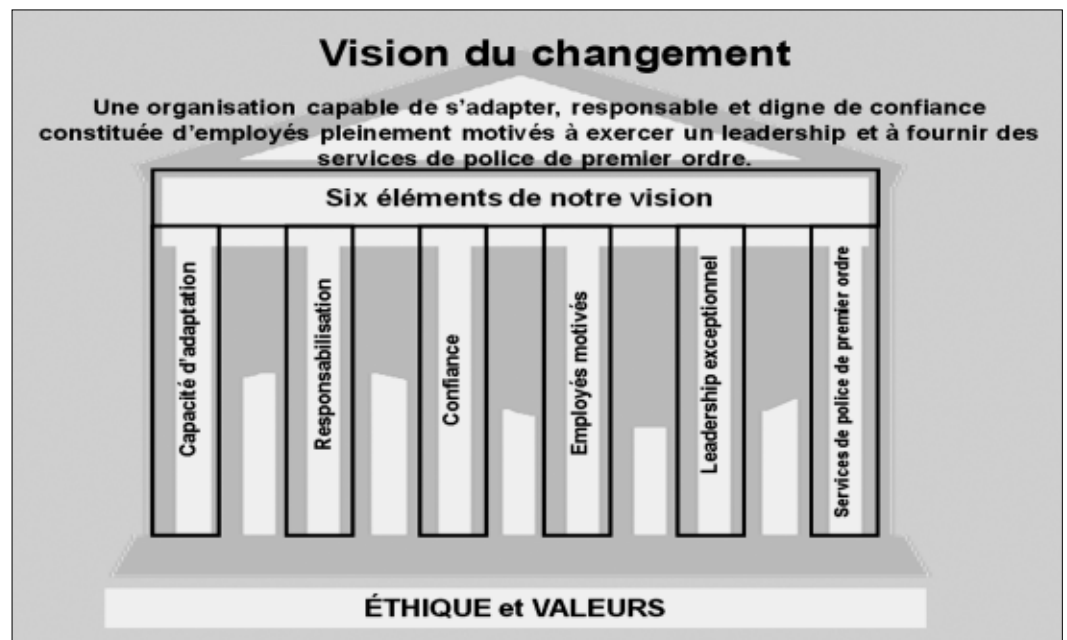 Vision du changement
Une organisation capable de s’adapter, responsable et digne de confiance
constituée d’employés pleinement motivés à exercer un leadership et à fournir des
services de police de premier ordre.
Six éléments de notre vision
Capacité d’adaptation
Responsabilisation
Confiance
Employés motivés
Leadership exceptionnel
Services de police de premier ordre
ÉTHIQUE et VALEURS